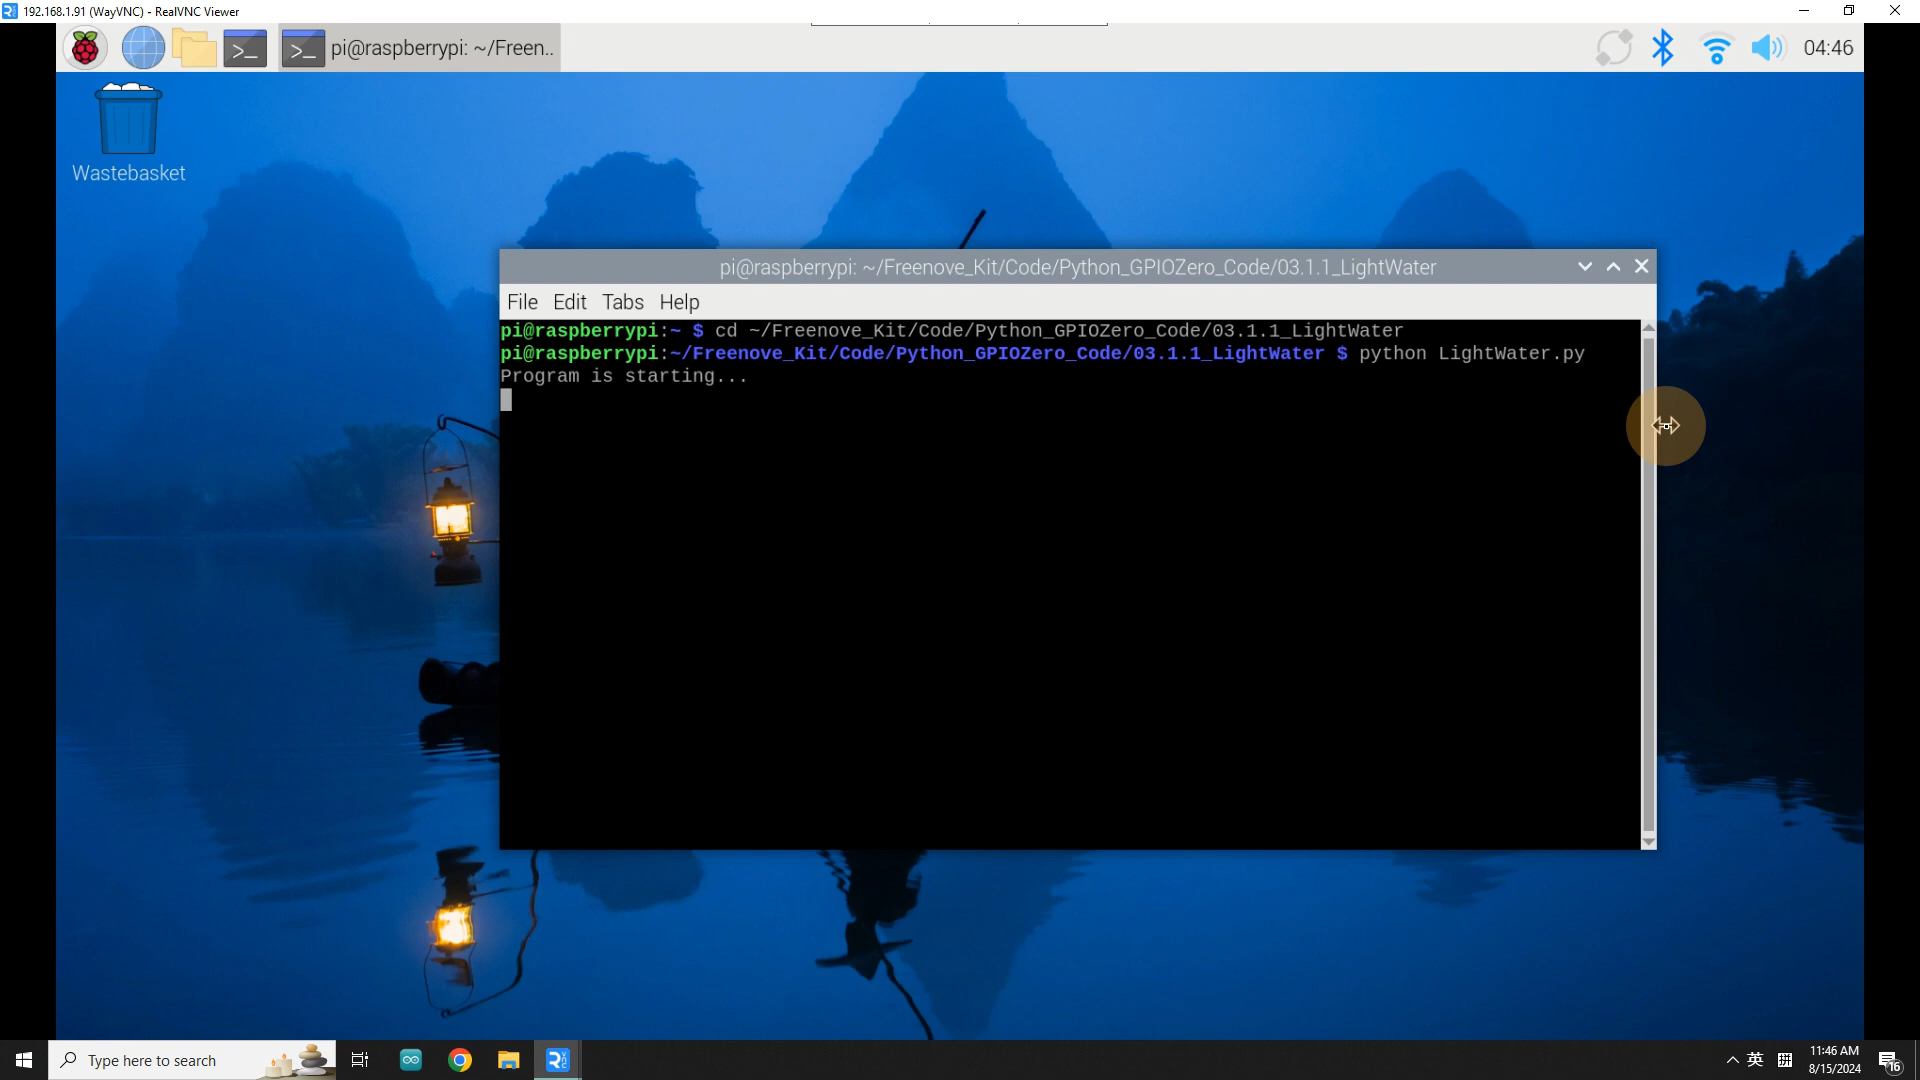 192.168.1.91 (WayVNC) - RealVNC Viewer
pi@raspberrypi: ~/Freen..
04:46
Wastebasket
pi@raspberrypi: ~/Freenove_Kit/Code/Python_GPIOZero_Code/03.1.1_LightWater
File Edit Tabs Help
pi@raspberrypi:~ $ cd ~/Freenove_Kit/Code/Python_GPIOZero_Code/03.1.1_LightWater
pi@raspberrypi:~/Freenove_Kit/Code/Python_GPIOZero_Code/03.1.1_LightWater $ python LightWater.py
Program is starting...
Type here to search
英
拼
11:46 AM
8/15/2024
16